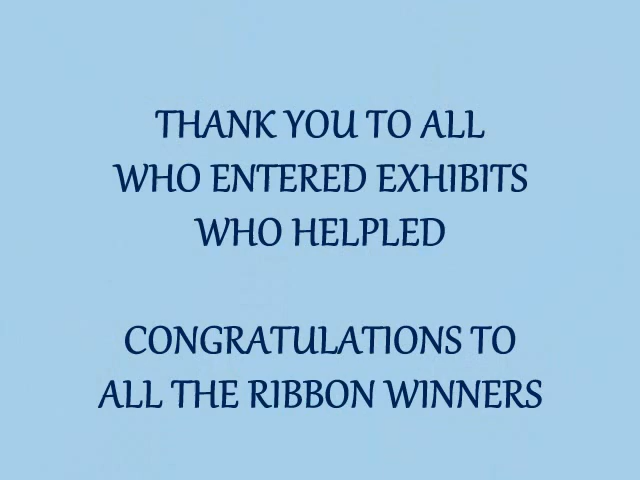 THANK YOU TO ALL
WHO ENTERED EXHIBITS
WHO HELPLED
CONGRATULATIONS TO
ALL THE RIBBON WINNERS